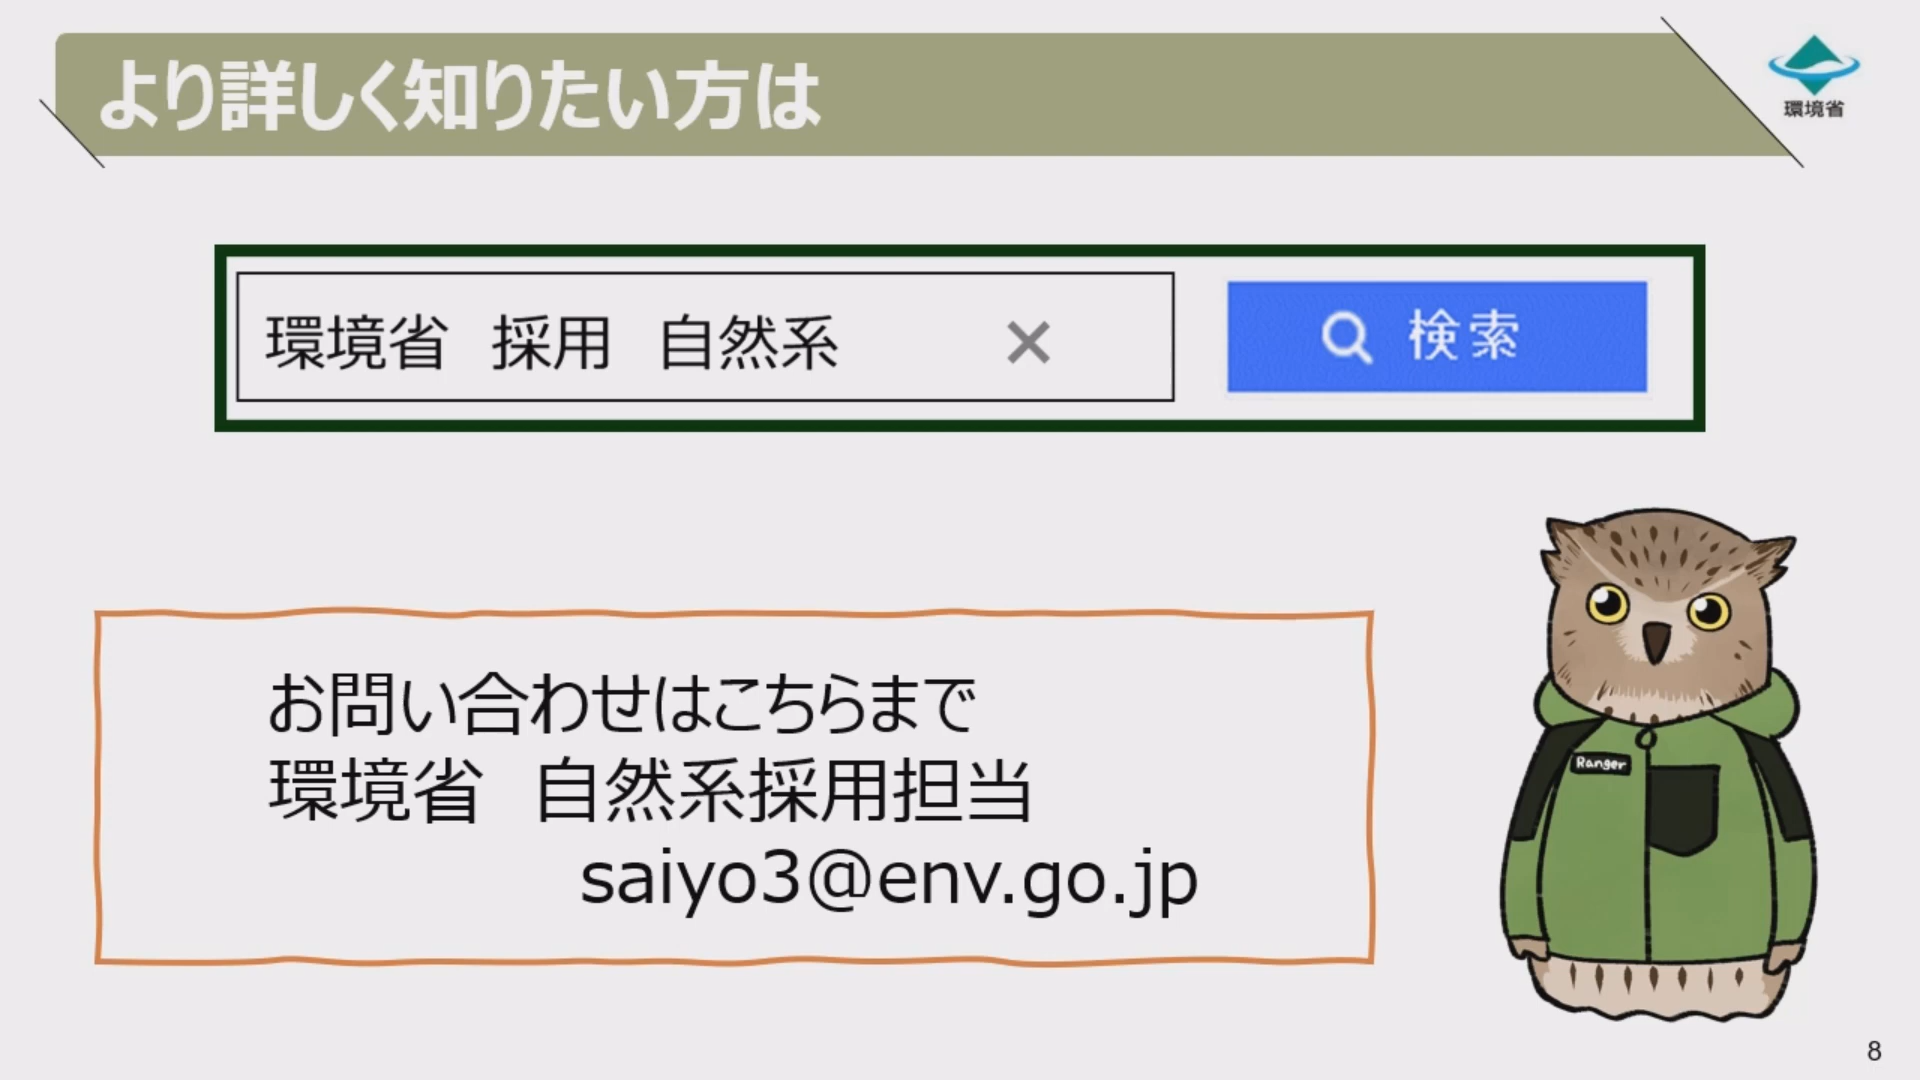 より詳しく知りたい方は
環境省
環境省　採用　自然系
検索
お問い合わせはこちらまで
環境省　自然系採用担当
saiyo3@env.go.jp
Ranger
8